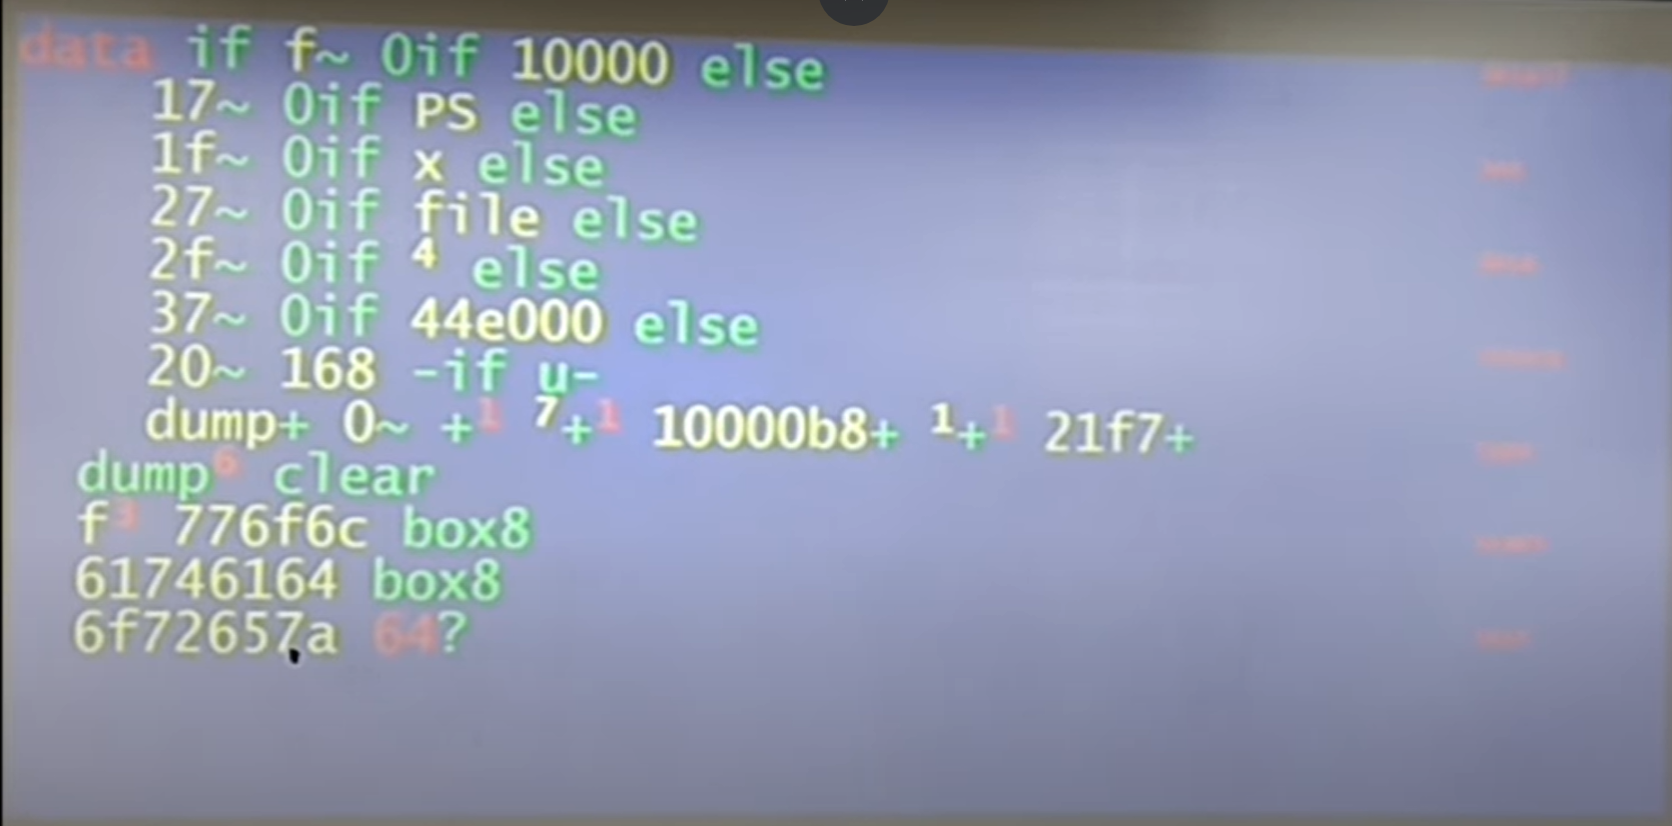 data if f~ 0if 10000 else
17~ 0if PS else
1f~ 0if x else
27~ 0if file else
2f~ 0if ⁴ else
37~ 0if 44e000 else
20~ 168 -if u-
dump+ 0~ +¹ ⁷+¹ 10000b8+ ¹+¹ 21f7+
dump⁶ clear
f³ 776f6c box8
61746164 box8
6f72657a 64?